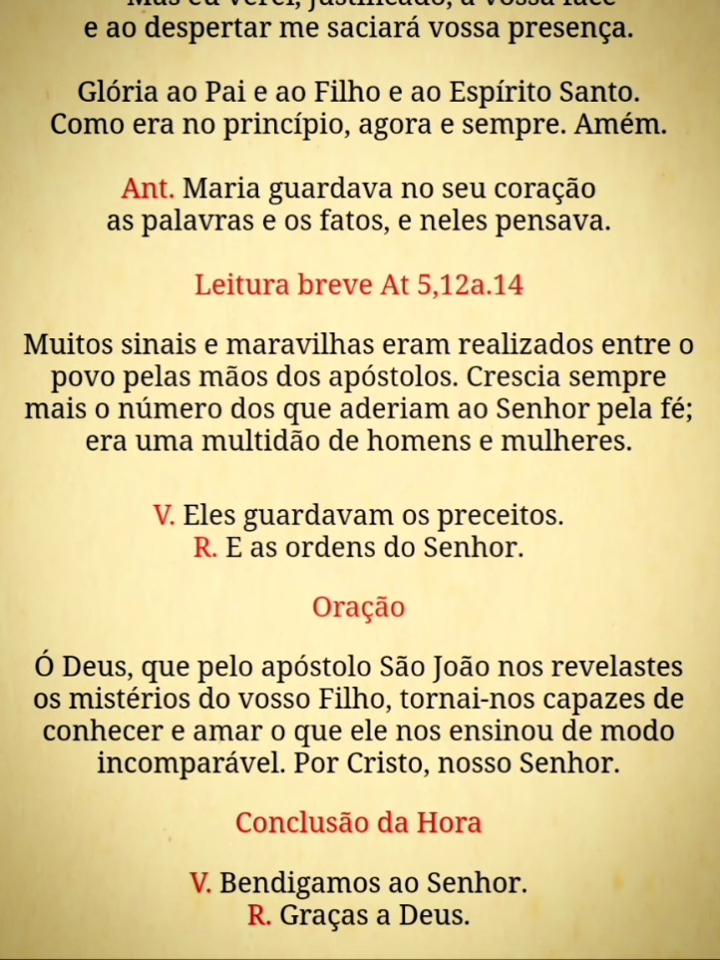 Mas eu verei, justificado, a vossa face
e ao despertar me saciará vossa presença.
Glória ao Pai e ao Filho e ao Espírito Santo.
Como era no princípio, agora e sempre. Amém.
Ant. Maria guardava no seu coração
as palavras e os fatos, e neles pensava.
Leitura breve At 5,12a.14
Muitos sinais e maravilhas eram realizados entre o
povo pelas mãos dos apóstolos. Crescia sempre
mais o número dos que aderiam ao Senhor pela fé;
era uma multidão de homens e mulheres.
V. Eles guardavam os preceitos.
R. E as ordens do Senhor.
Oração
Ó Deus, que pelo apóstolo São João nos revelastes
os mistérios do vosso Filho, tornai-nos capazes de
conhecer e amar o que ele nos ensinou de modo
incomparável. Por Cristo, nosso Senhor.
Conclusão da Hora
V. Bendigamos ao Senhor.
R. Graças a Deus.